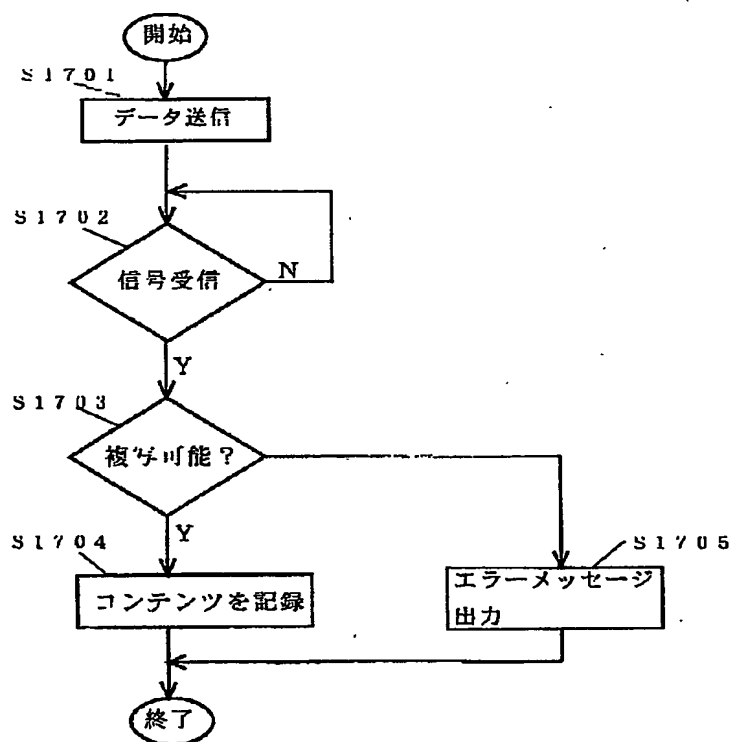 開始
S1701
データ送信
S1702
信号受信
N
Y
S1703
複写可能？
Y
S1704
コンテンツを記録
S1705
エラーメッセージ
出力
終了